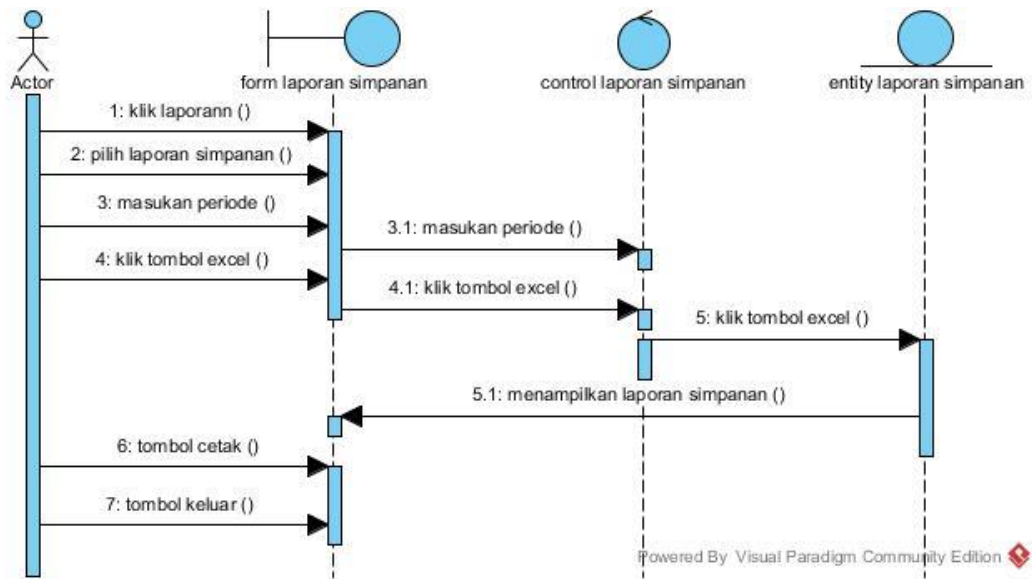 Actor
form laporan simpanan
control laporan simpanan
entity laporan simpanan
1: klik laporann ()
2: pilih laporan simpanan ()
3: masukan periode ()
3.1: masukan periode ()
4: klik tombol excel ()
4.1: klik tombol excel ()
5: klik tombol excel ()
5.1: menampilkan laporan simpanan ()
6: tombol cetak ()
7: tombol keluar ()
Powered By Visual Paradigm Community Edition